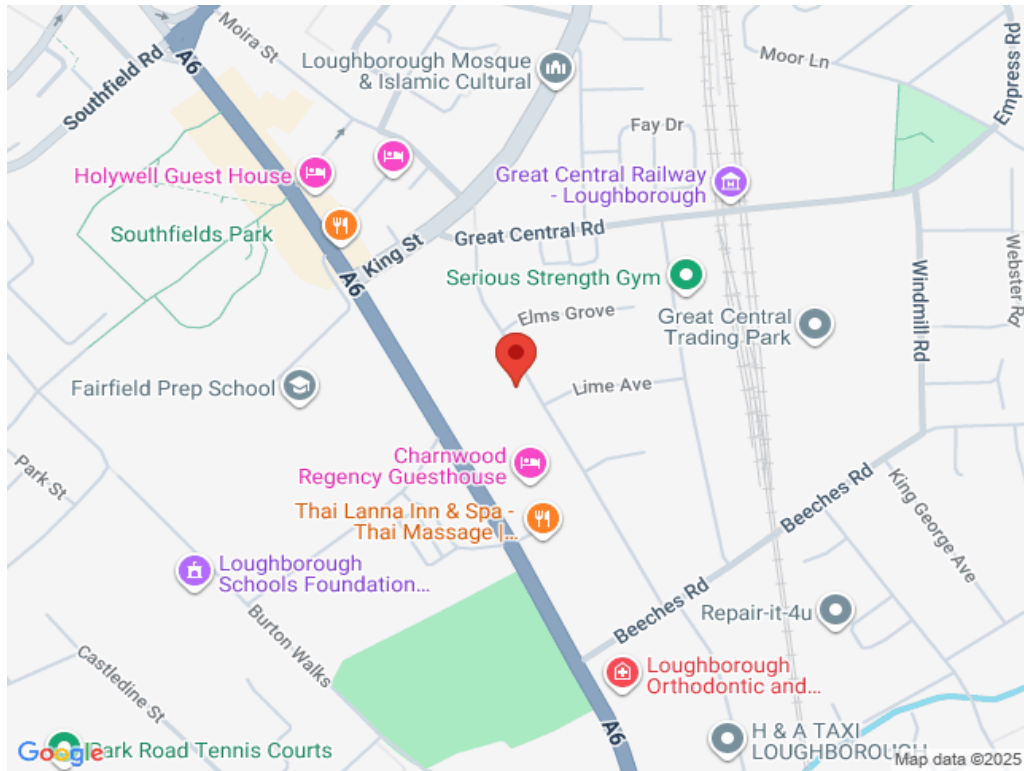 Moira St
Southfield Rd
A6
Loughborough Mosque
& Islamic Cultural
Moor Ln
Empress Rd
Fay Dr
Holywell Guest House
Great Central Railway
- Loughborough
Southfields Park
King St
Great Central Rd
A6
Serious Strength Gym
Webster Rd
Windmill Rd
Elms Grove
Great Central
Trading Park
Fairfield Prep School
Lime Ave
Charnwood
Regency Guesthouse
Park St
Thai Lanna Inn & Spa -
Thai Massage |...
Beeches Rd
King George Ave
Loughborough
Schools Foundation...
Beeches Rd
Repair-it-4u
Burton Walks
Castledine St
Loughborough
Orthodontic and...
A6
H & A TAXI
LOUGHBOROUGH
Google
Park Road Tennis Courts
Map data ©2025